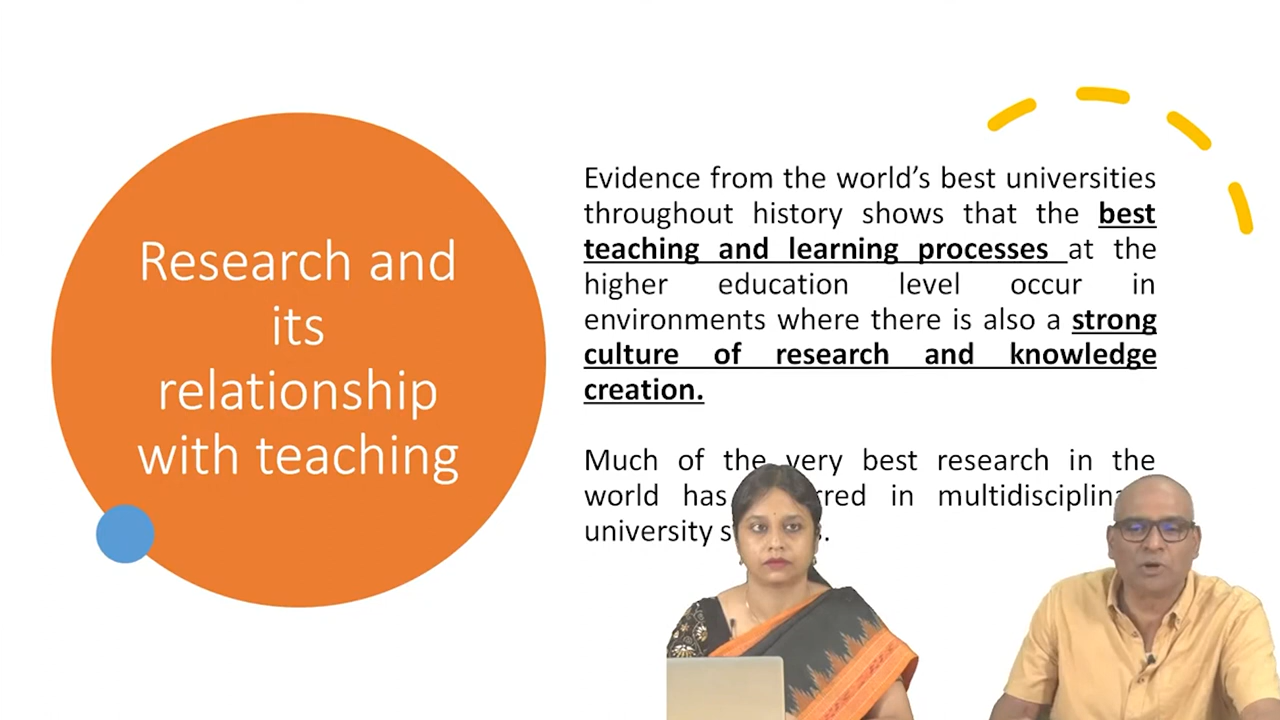 Research and
its
relationship
with teaching
Evidence from the world’s best universities
throughout history shows that the best
teaching and learning processes at the
higher education level occur in
environments where there is also a strong
culture of research and knowledge
creation.
Much of the very best research in the
world has in
university